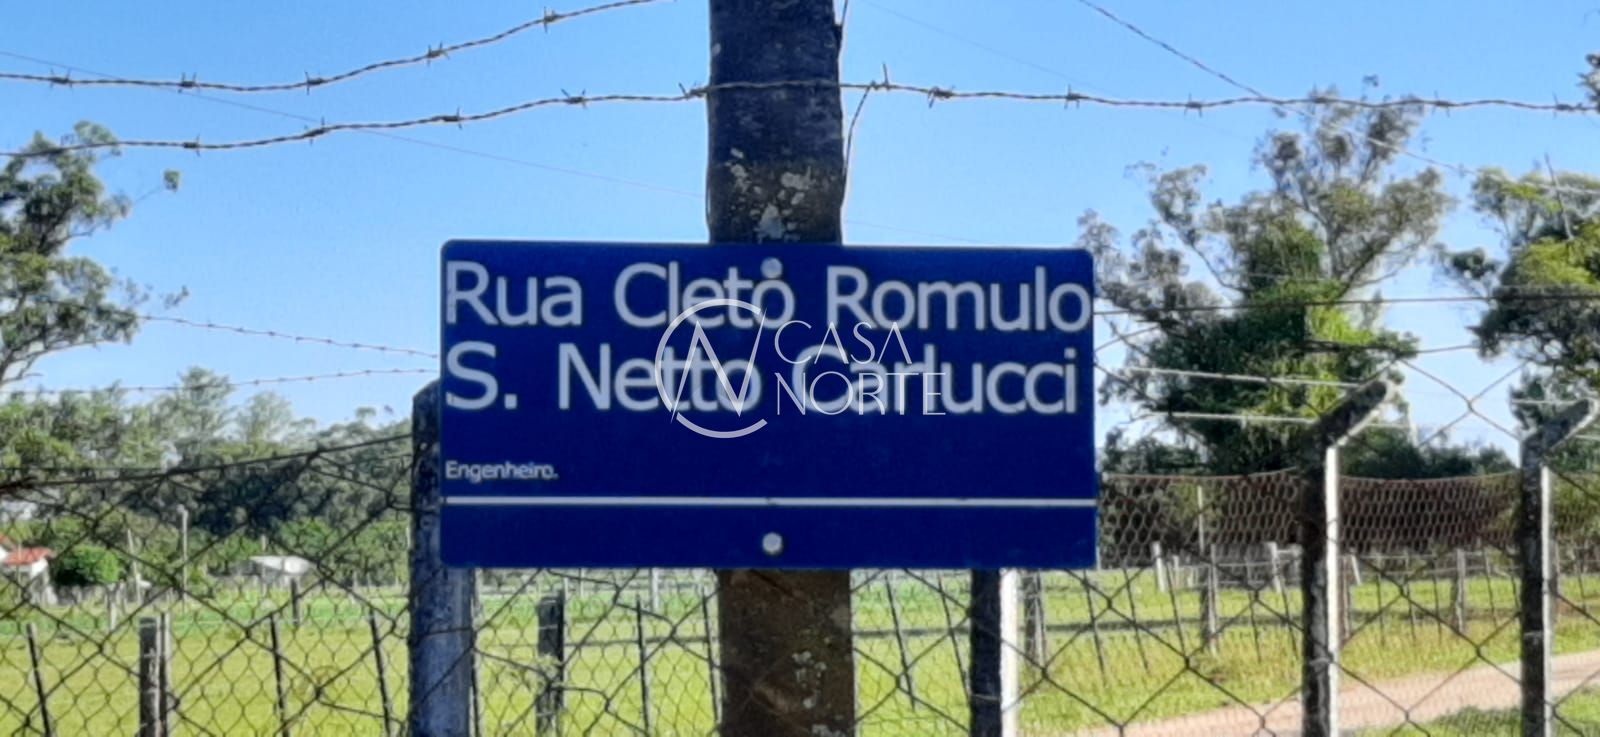 Rua Cleto Romulo
S. Netto Carlucci
CASA
NORTE
Engenheiro.